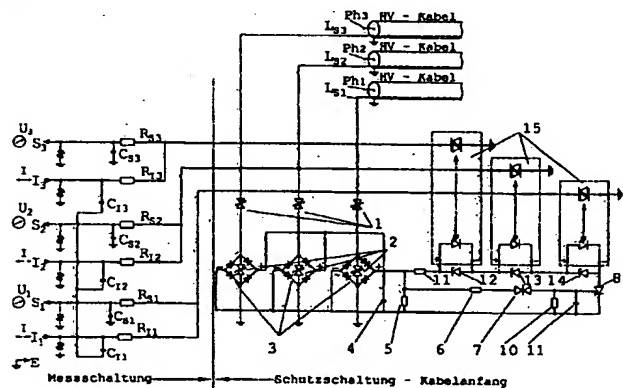 Ph3 HV - Kabel
LS3
Ph2 HV - Kabel
LS2
Ph1 HV - Kabel
LS1
U3 S3 RS3 CS3
15
I I3 RI3 CI3
U2 S2 RS2 CS2
1
I I2 RI2 CI2
2
U1 S1 RS1 CS1
11 12 13 14 8
I I1 RI1 CI1
3 4 5 6 7 10 11
E
Messschaltung Schutzschaltung - Kabelanfang